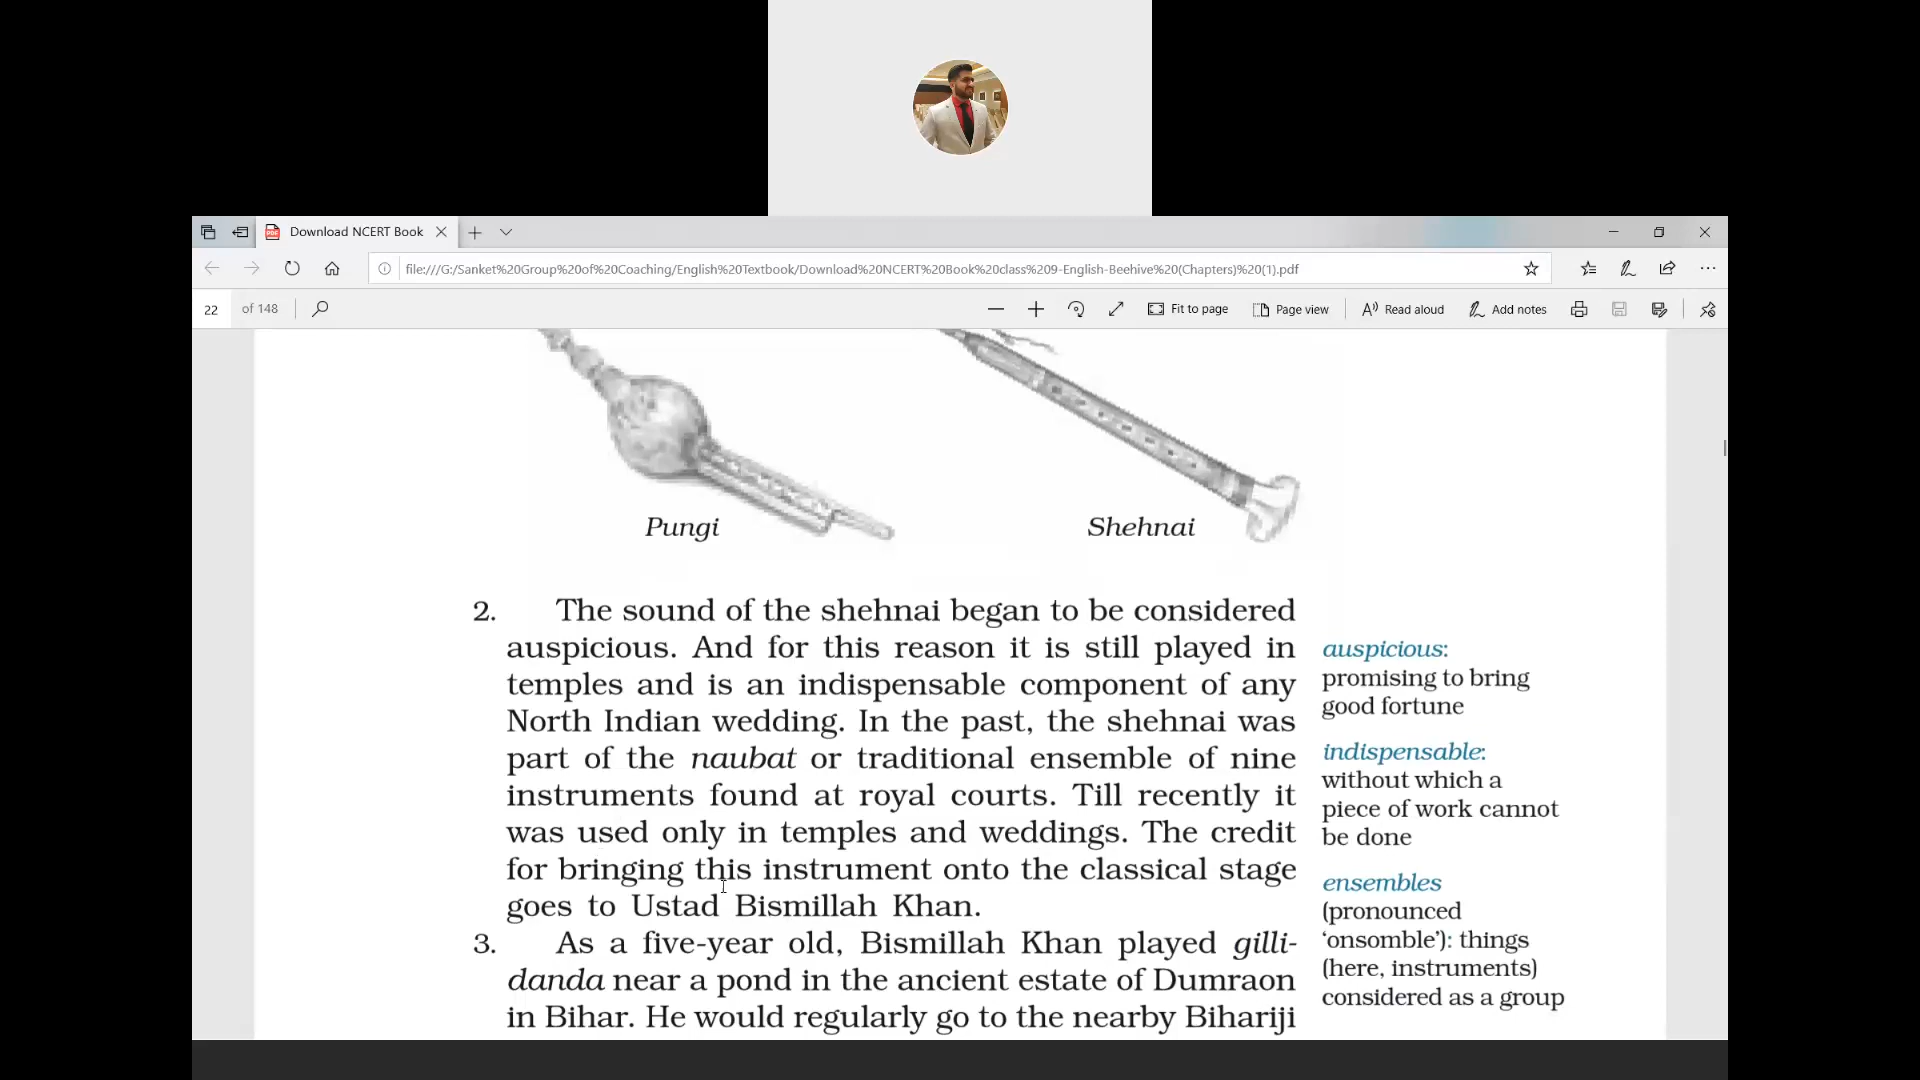 Download NCERT Book
file:///G:/Sanket%20Group%20of%20Coaching/English%20Textbook/Download%20NCERT%20Book%20class%209-English-Beehive%20(Chapters)%20(1).pdf
22 of 148 Fit to page Page view Read aloud Add notes
Pungi
Shehnai
2. The sound of the shehnai began to be considered
auspicious. And for this reason it is still played in
temples and is an indispensable component of any
North Indian wedding. In the past, the shehnai was
part of the naubat or traditional ensemble of nine
instruments found at royal courts. Till recently it
was used only in temples and weddings. The credit
for bringing this instrument onto the classical stage
goes to Ustad Bismillah Khan.
3. As a five-year old, Bismillah Khan played gilli-
danda near a pond in the ancient estate of Dumraon
in Bihar. He would regularly go to the nearby Bihariji
auspicious:
promising to bring
good fortune
indispensable:
without which a
piece of work cannot
be done
ensembles
(pronounced
‘onsomble’): things
(here, instruments)
considered as a group